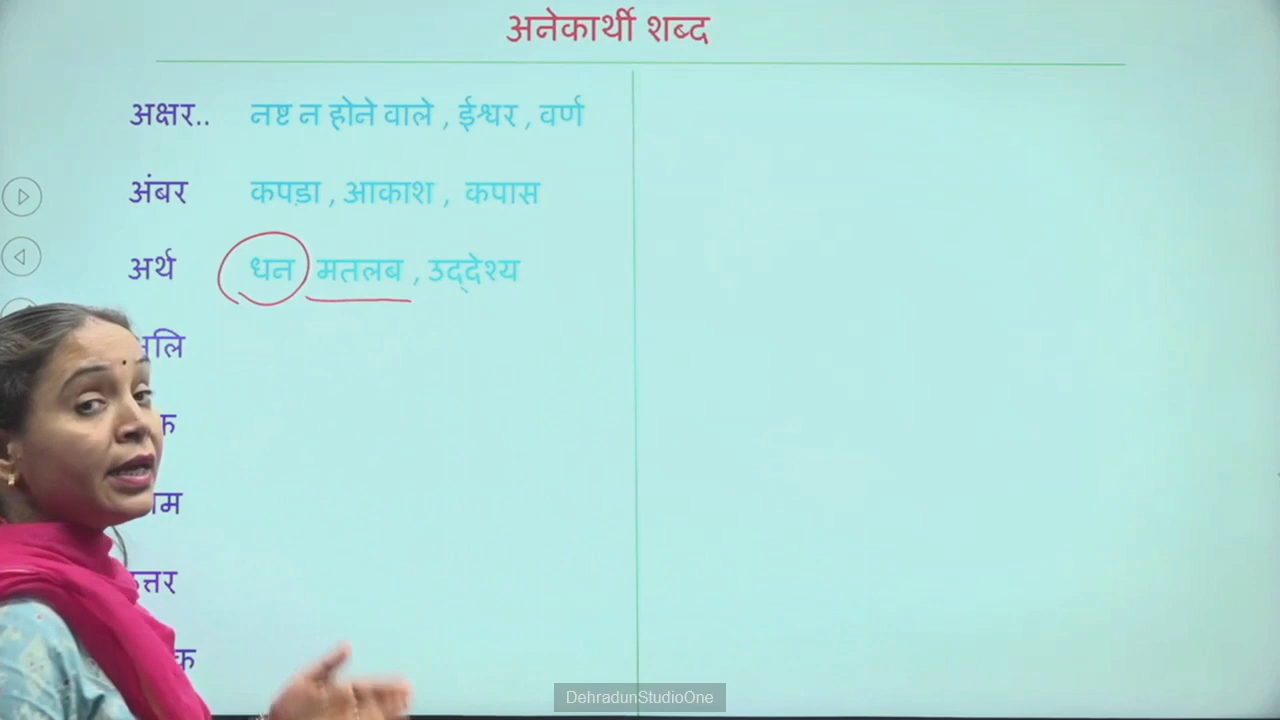 अनेकार्थी शब्द
अक्षर.. नष्ट न होने वाले , ईश्वर , वर्ण
अंबर कपड़ा , आकाश , कपास
अर्थ धन मतलब , उद्देश्य
DehradunStudioOne